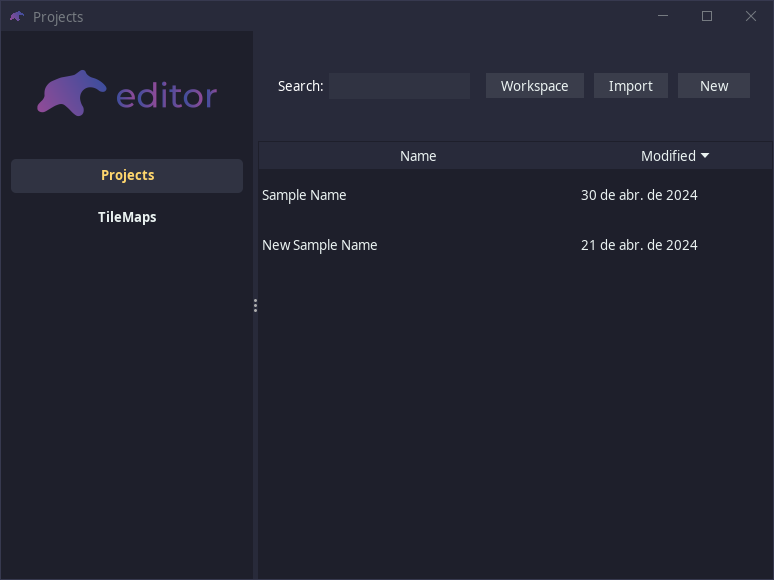 Projects
editor
Projects
TileMaps
Search:
Workspace
Import
New
Name
Modified
Sample Name
30 de abr. de 2024
New Sample Name
21 de abr. de 2024